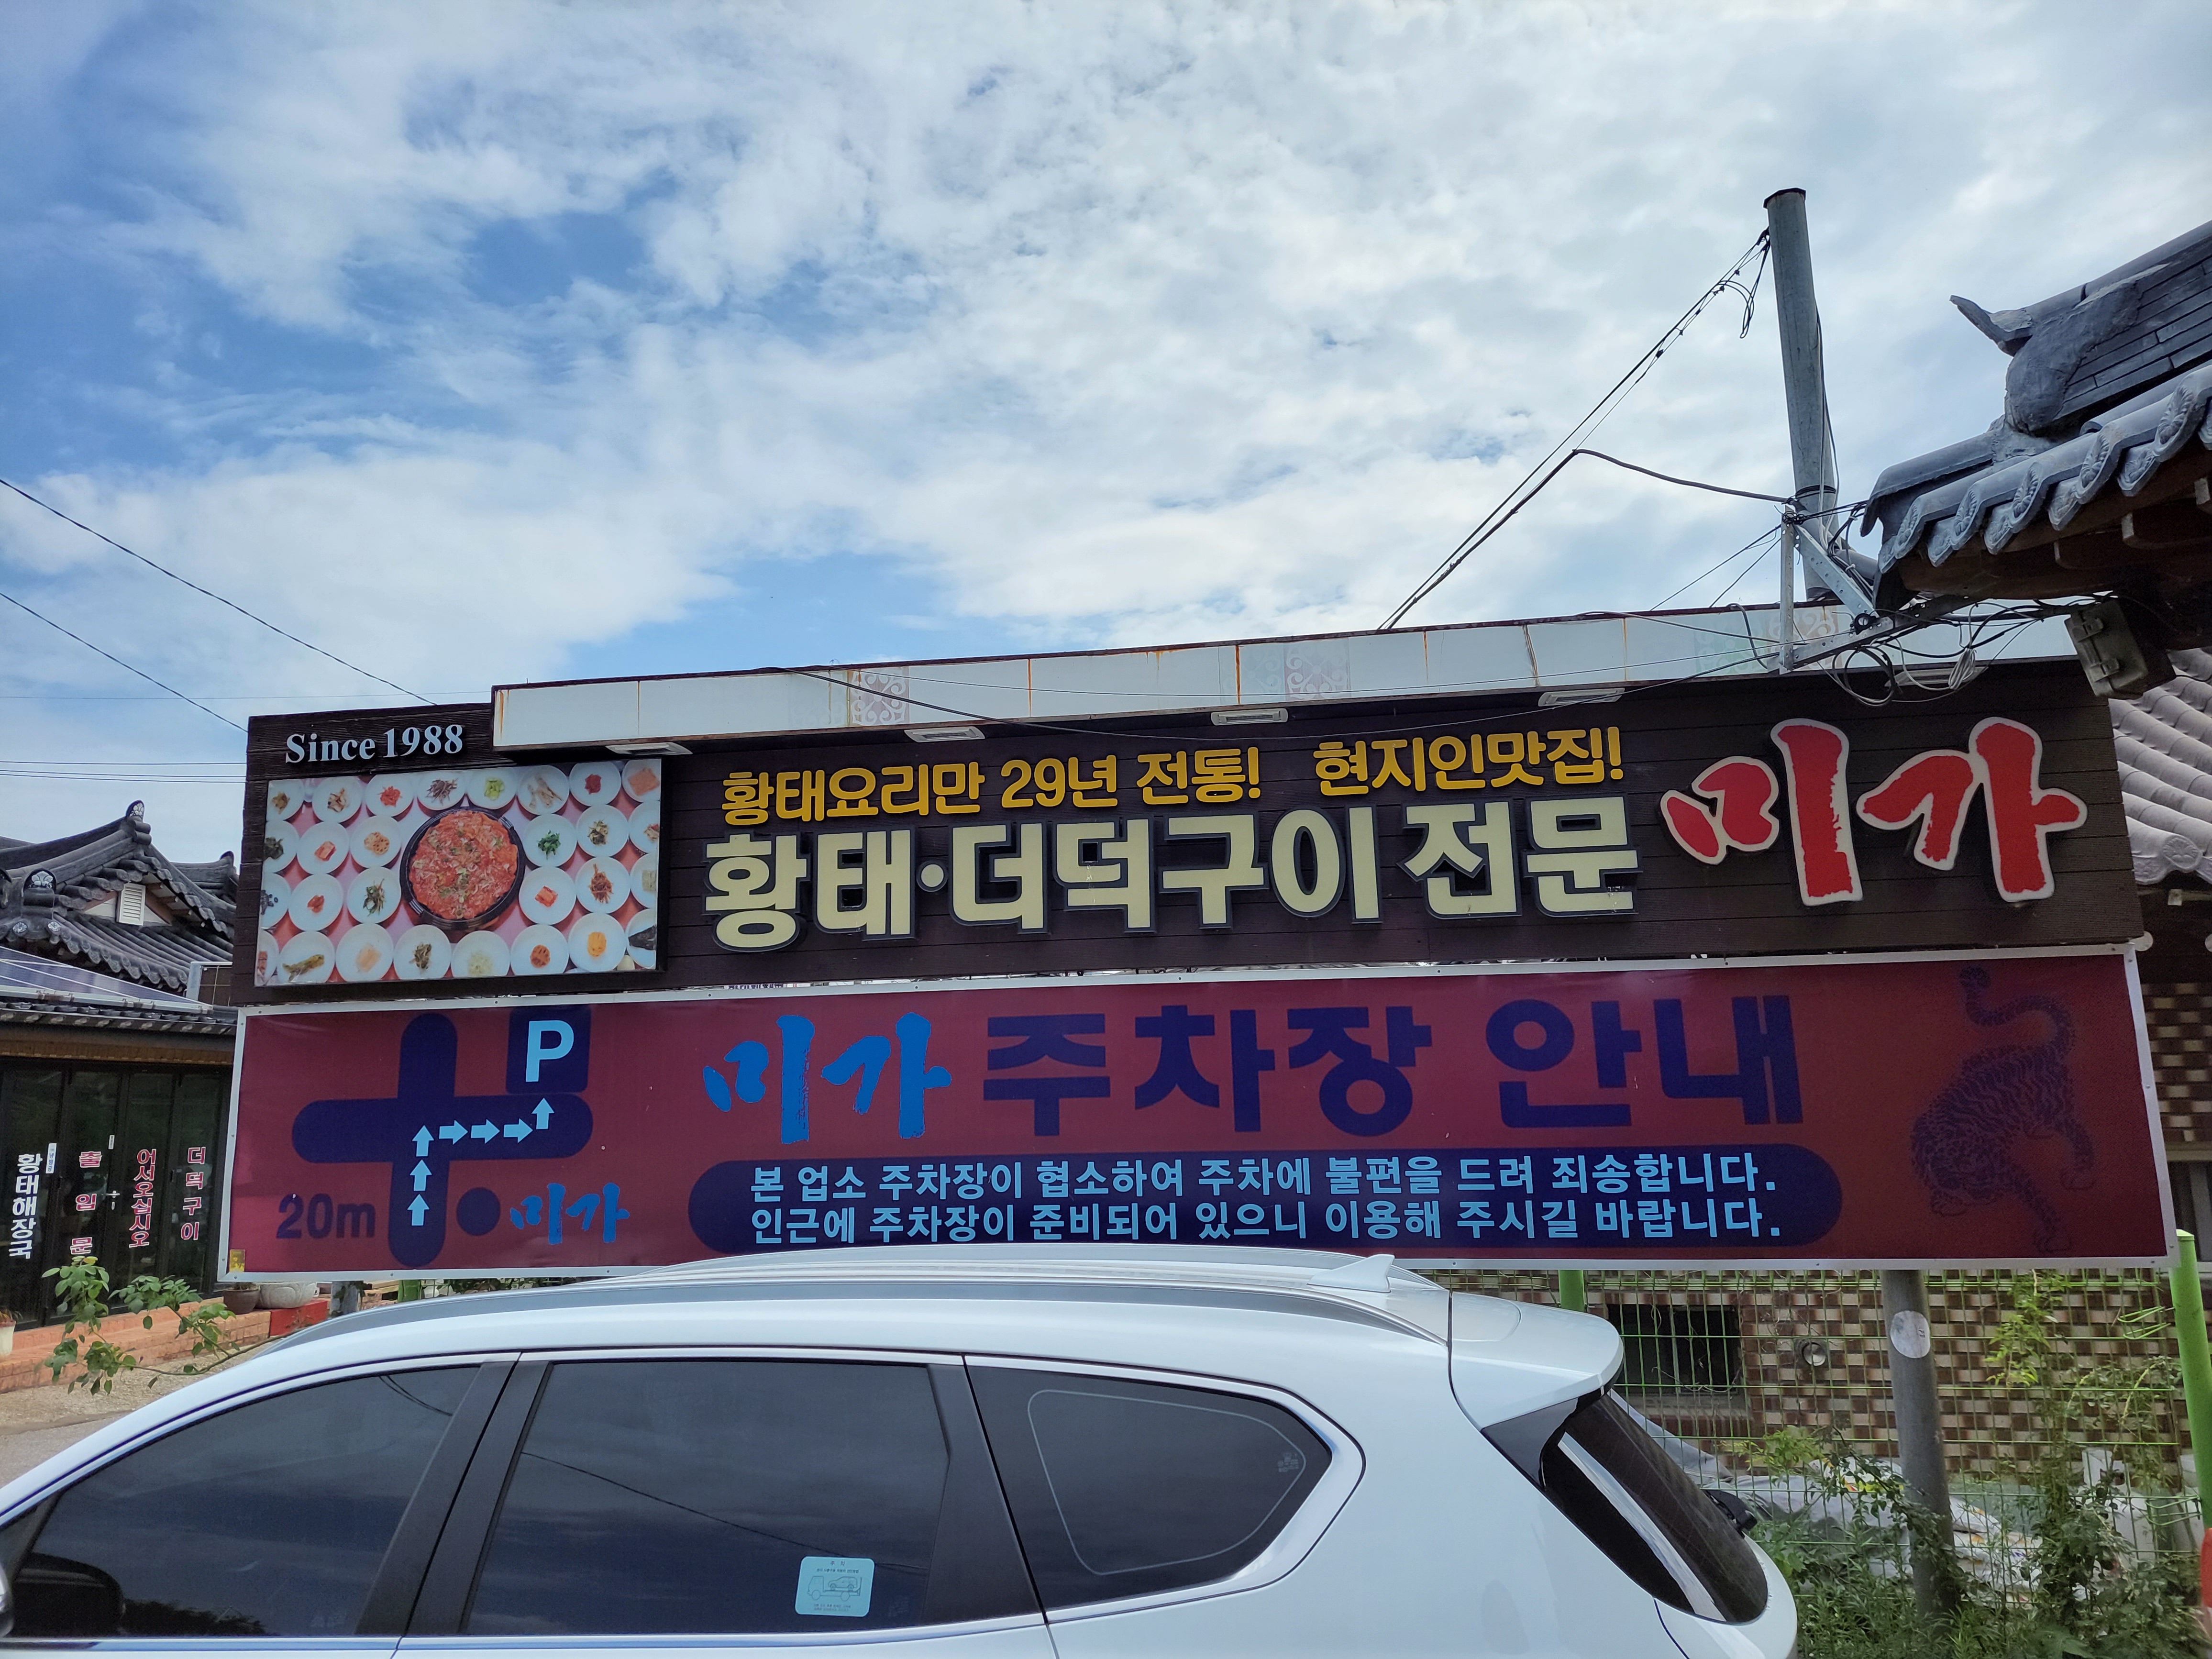 Since 1988
황태요리만 29년 전통! 현지인맛집!
황태·더덕구이 전문
미가
P
미가 주차장 안내
20m
미가
본 업소 주차장이 협소하여 주차에 불편을 드려 죄송합니다.
인근에 주차장이 준비되어 있으니 이용해 주시길 바랍니다.
황태해장국
출입문
어서오십시오
더덕구이